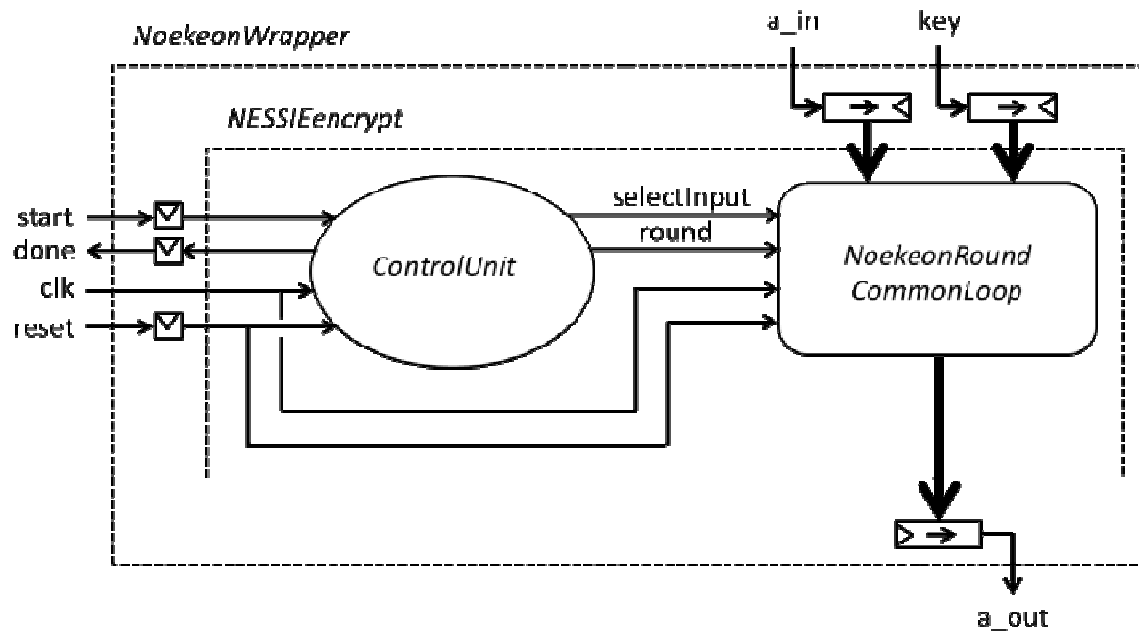 NoekeonWrapper
a_in
key
NESSIEencrypt
start
done
clk
reset
ControlUnit
selectInput
round
NoekeonRound
CommonLoop
a_out